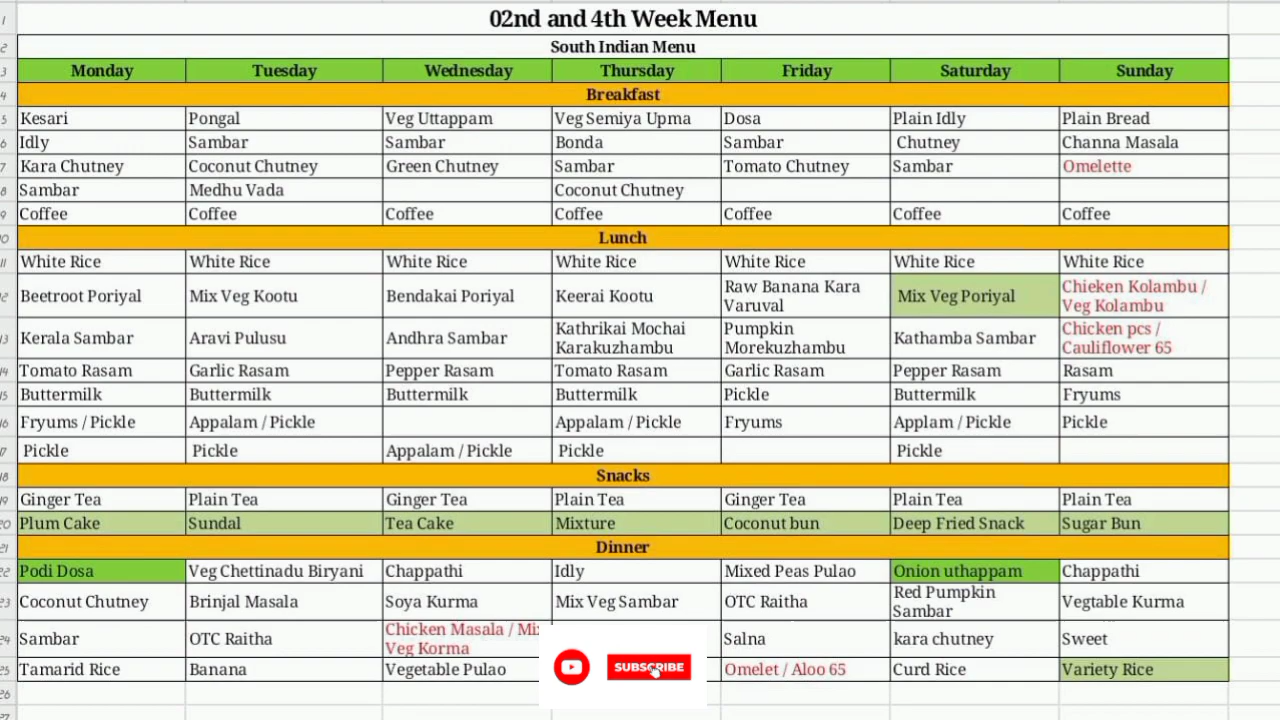 02nd and 4th Week Menu
South Indian Menu
Monday Tuesday Wednesday Thursday Friday Saturday Sunday
Breakfast
Kesari Pongal Veg Uttappam Veg Semiya Upma Dosa Plain Idly Plain Bread
Idly Sambar Sambar Bonda Sambar Chutney Channa Masala
Kara Chutney Coconut Chutney Green Chutney Sambar Tomato Chutney Sambar Omelette
Sambar Medhu Vada Coconut Chutney
Coffee Coffee Coffee Coffee Coffee Coffee Coffee
Lunch
White Rice White Rice White Rice White Rice White Rice White Rice White Rice
Beetroot Poriyal Mix Veg Kootu Bendakai Poriyal Keerai Kootu Raw Banana Kara Varuval Mix Veg Poriyal Chieken Kolambu / Veg Kolambu
Kerala Sambar Aravi Pulusu Andhra Sambar Kathrikai Mochai Karakuzhambu Pumpkin Morekuzhambu Kathamba Sambar Chicken pcs / Cauliflower 65
Tomato Rasam Garlic Rasam Pepper Rasam Tomato Rasam Garlic Rasam Pepper Rasam Rasam
Buttermilk Buttermilk Buttermilk Buttermilk Pickle Buttermilk Fryums
Fryums / Pickle Appalam / Pickle Appalam / Pickle Fryums Applam / Pickle Pickle
Pickle Pickle Appalam / Pickle Pickle Pickle
Snacks
Ginger Tea Plain Tea Ginger Tea Plain Tea Ginger Tea Plain Tea Plain Tea
Plum Cake Sundal Tea Cake Mixture Coconut bun Deep Fried Snack Sugar Bun
Dinner
Podi Dosa Veg Chettinadu Biryani Chappathi Idly Mixed Peas Pulao Onion uthappam Chappathi
Coconut Chutney Brinjal Masala Soya Kurma Mix Veg Sambar OTC Raitha Red Pumpkin Sambar Vegtable Kurma
Sambar OTC Raitha Chicken Masala / Mix Veg Korma Salna kara chutney Sweet
Tamarid Rice Banana Vegetable Pulao Omelet / Aloo 65 Curd Rice Variety Rice
SUBSCRIBE